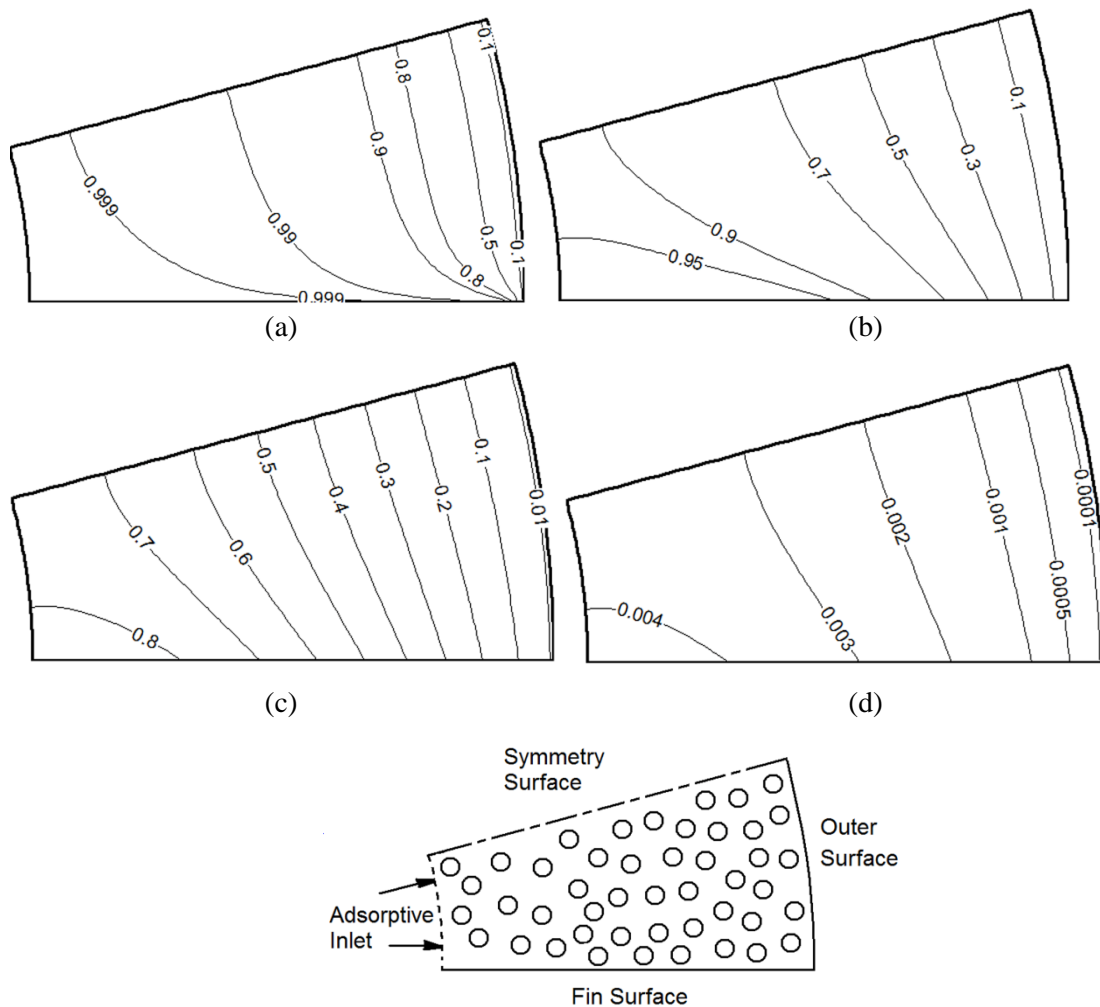 0.1
0.8
0.9
0.999
0.99
0.5
0.8
0.1
0.999
(a)
0.1
0.3
0.5
0.7
0.9
0.95
(b)
0.5
0.4
0.3
0.2
0.1
0.01
0.7
0.6
0.8
(c)
0.0001
0.002
0.001
0.0005
0.004
0.003
(d)
Symmetry
Surface
Outer
Surface
Adsorptive
Inlet
Fin Surface